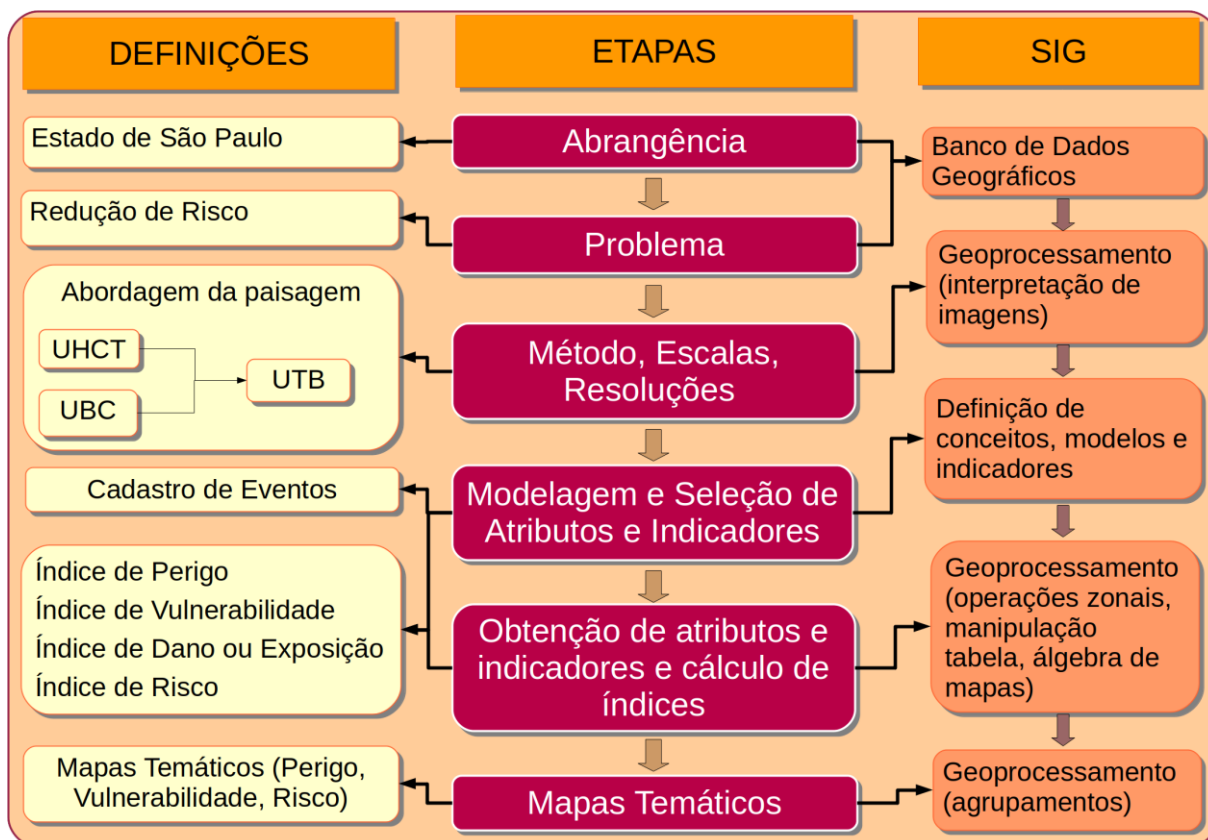 DEFINIÇÕES
ETAPAS
SIG
Estado de São Paulo
Abrangência
Banco de Dados
Geográficos
Redução de Risco
Problema
Geoprocessamento
(interpretação de
imagens)
Abordagem da paisagem
UHCT
UTB
UBC
Método, Escalas,
Resoluções
Definição de
conceitos, modelos e
indicadores
Cadastro de Eventos
Modelagem e Seleção de
Atributos e Indicadores
Índice de Perigo
Índice de Vulnerabilidade
Índice de Dano ou Exposição
Índice de Risco
Obtenção de atributos e
indicadores e cálculo de
índices
Geoprocessamento
(operações zonais,
manipulação
tabela, álgebra de
mapas)
Mapas Temáticos (Perigo,
Vulnerabilidade, Risco)
Mapas Temáticos
Geoprocessamento
(agrupamentos)